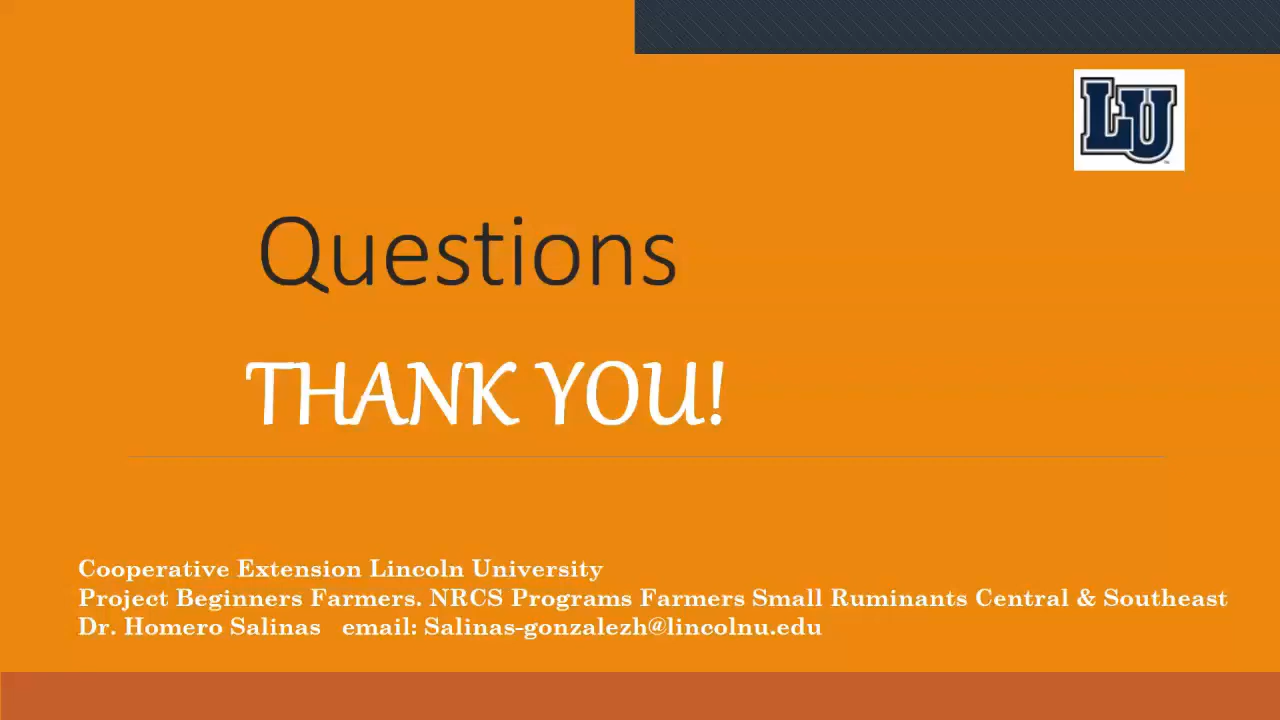 LU
Questions
THANK YOU!
Cooperative Extension Lincoln University
Project Beginners Farmers. NRCS Programs Farmers Small Ruminants Central & Southeast
Dr. Homero Salinas   email: Salinas-gonzalezh@lincolnu.edu